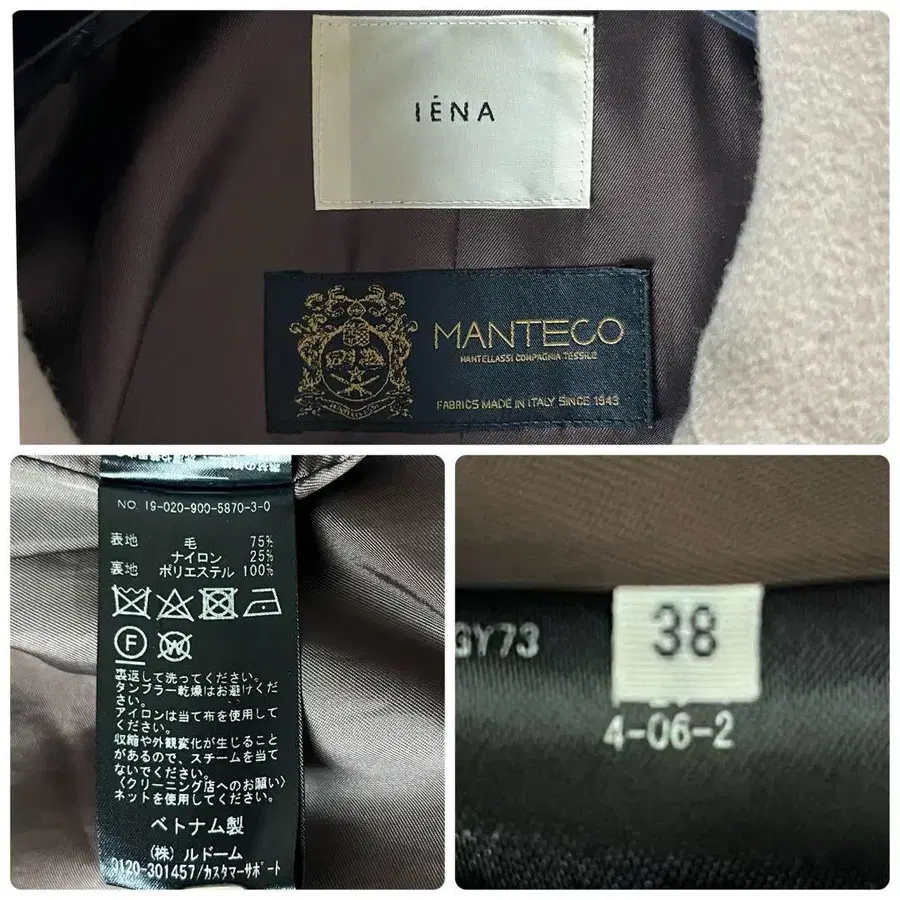 IÉNA
MANTECO
MANTELLASSI COMPAGNIA TESSILE
FABRICS MADE IN ITALY SINCE 1943
NO. 19-020-900-5870-3-0
表地 毛 75%
ナイロン 25%
裏地 ポリエステル 100%
F
W
裏返して洗ってください。
タンブラー乾燥はお避けくだ
さい。
アイロンは当て布を使用して
ください。
収縮や外観変化が生じること
があるので、スチームを当て
ないでください。
〈クリーニング店へのお願い〉
ネットを使用してください。
ベトナム製
(株) ルドーム
0120-301457/カスタマーサポート
38
3Y73
4-06-2